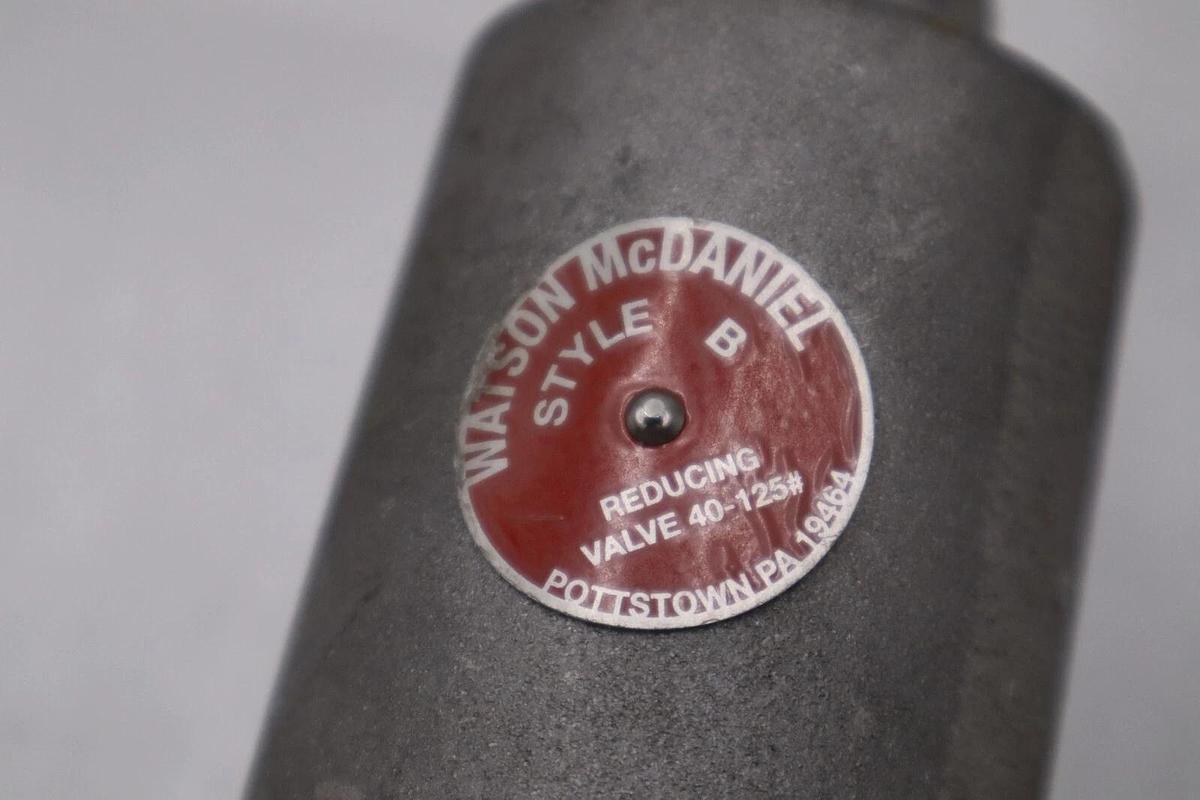 WATSON McDANIEL
STYLE B
REDUCING
VALVE 40-125#
POTTSTOWN PA 19464